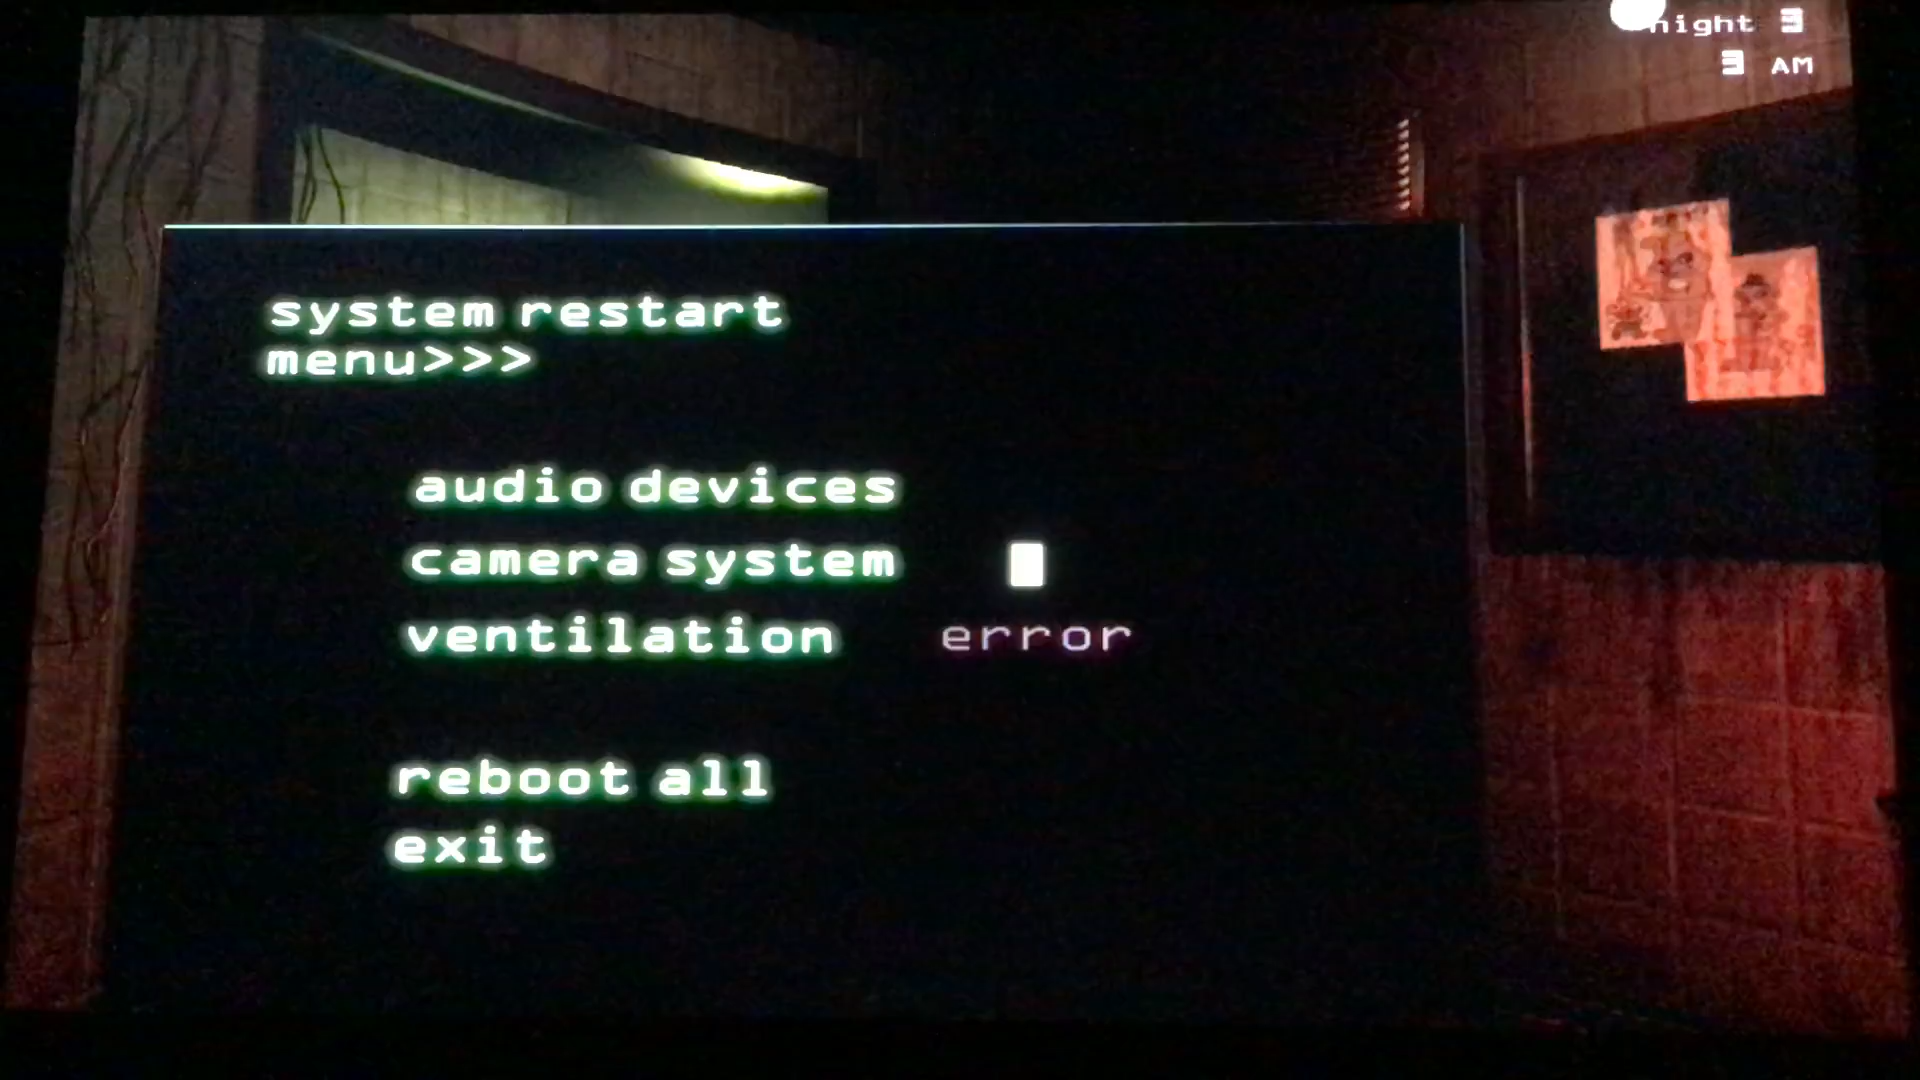 night 3
3 AM
system restart
menu>>>
audio devices
camera system
ventilation error
reboot all
exit